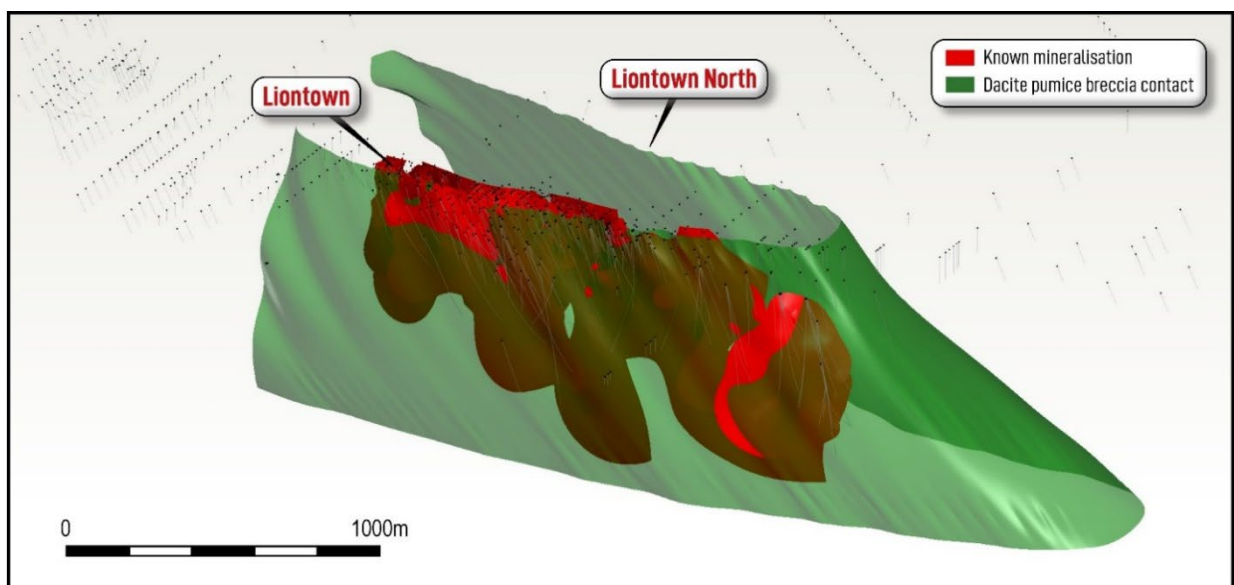 Liontown
Liontown North
Known mineralisation
Dacite pumice breccia contact
0
1000m